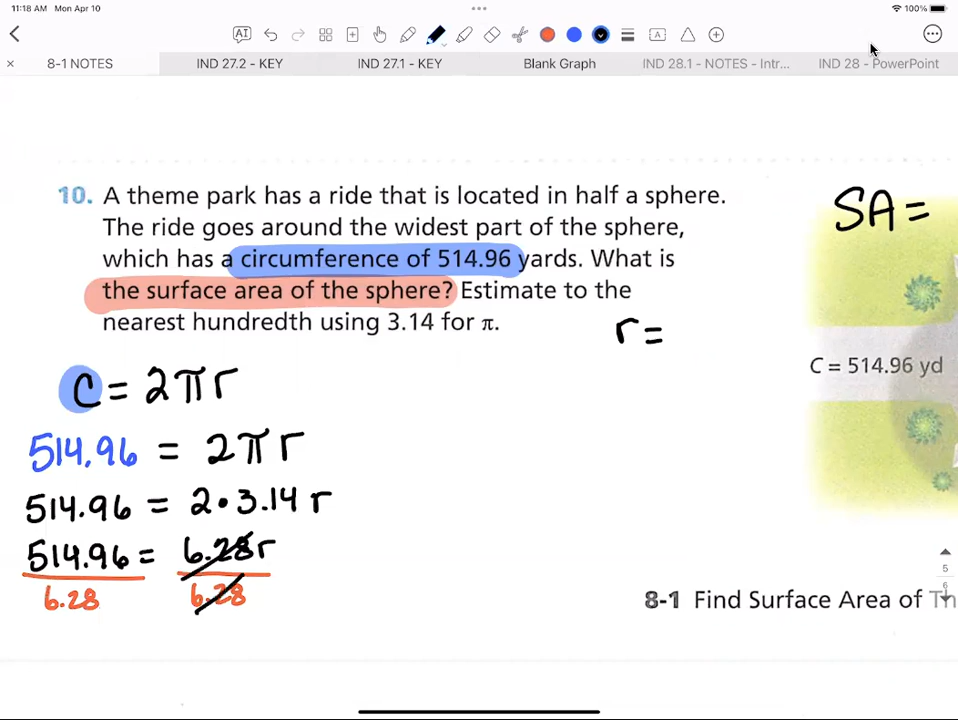 11:18 AM Mon Apr 10
100%
AI
A
8-1 NOTES
IND 27.2 - KEY
IND 27.1 - KEY
Blank Graph
IND 28.1 - NOTES - Intr...
IND 28 - PowerPoint
10. A theme park has a ride that is located in half a sphere.
The ride goes around the widest part of the sphere,
which has a circumference of 514.96 yards. What is
the surface area of the sphere? Estimate to the
nearest hundredth using 3.14 for π.
SA =
r =
C = 514.96 yd
C = 2πr
514.96 = 2πr
514.96 = 2 • 3.14 r
514.96 = 6.28r
6.28 6.28
5
6
8-1 Find Surface Area of Th